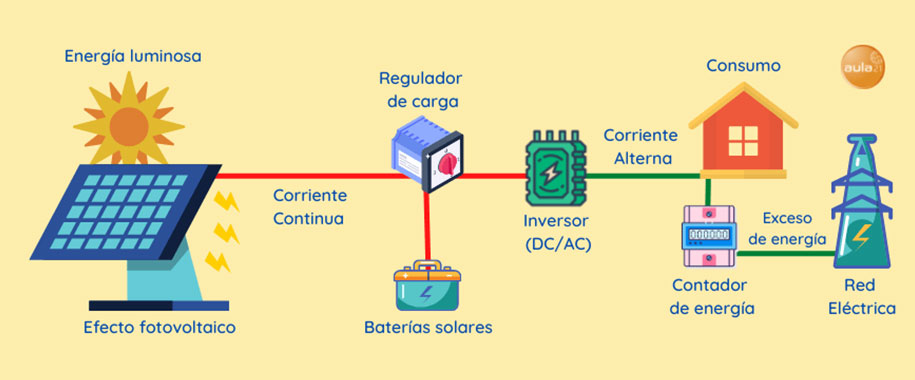 Energía luminosa
Regulador
de carga
Consumo
aula21
Corriente
Alterna
Corriente
Continua
Inversor
(DC/AC)
Exceso
de energía
Contador
de energía
Red
Eléctrica
Efecto fotovoltaico
Baterías solares